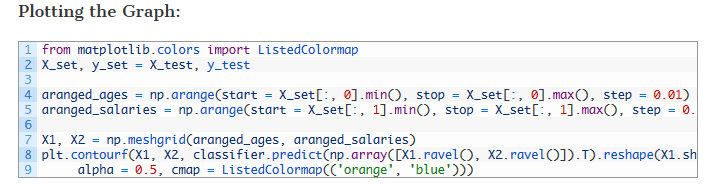 Plotting the Graph:
1 from matplotlib.colors import ListedColormap
2 X_set, y_set = X_test, y_test
3
4 aranged_ages = np.arange(start = X_set[:, 0].min(), stop = X_set[:, 0].max(), step = 0.01)
5 aranged_salaries = np.arange(start = X_set[:, 1].min(), stop = X_set[:, 1].max(), step = 0.
6
7 X1, X2 = np.meshgrid(aranged_ages, aranged_salaries)
8 plt.contourf(X1, X2, classifier.predict(np.array([X1.ravel(), X2.ravel()]).T).reshape(X1.sh
9 alpha = 0.5, cmap = ListedColormap(('orange', 'blue')))